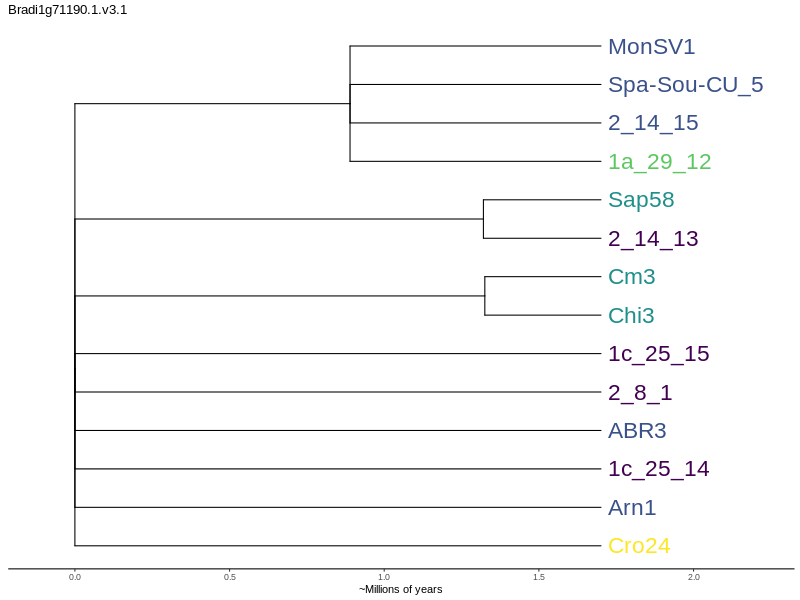 Bradi1g71190.1.v3.1
MonSV1
Spa-Sou-CU_5
2_14_15
1a_29_12
Sap58
2_14_13
Cm3
Chi3
1c_25_15
2_8_1
ABR3
1c_25_14
Arn1
Cro24
0.0 0.5 1.0 1.5 2.0
~Millions of years